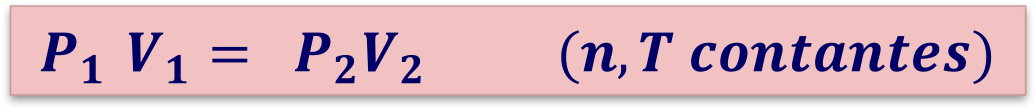 P₁ V₁ = P₂V₂ (n, T contantes)